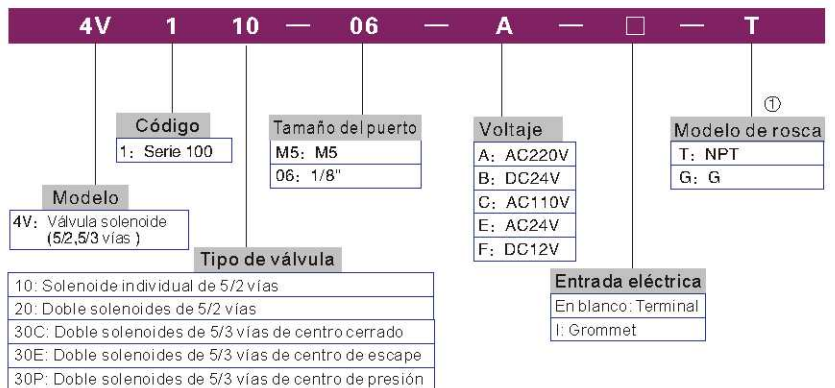 4V 1 10 — 06 — A — □ — T
①
Código
1: Serie 100
Tamaño del puerto
M5: M5
06: 1/8"
Voltaje
A: AC220V
B: DC24V
C: AC110V
E: AC24V
F: DC12V
Modelo de rosca
T: NPT
G: G
Modelo
4V: Válvula solenoide
(5/2,5/3 vías )
Tipo de válvula
10: Solenoide individual de 5/2 vías
20: Doble solenoides de 5/2 vías
30C: Doble solenoides de 5/3 vías de centro cerrado
30E: Doble solenoides de 5/3 vías de centro de escape
30P: Doble solenoides de 5/3 vías de centro de presión
Entrada eléctrica
En blanco: Terminal
I: Grommet